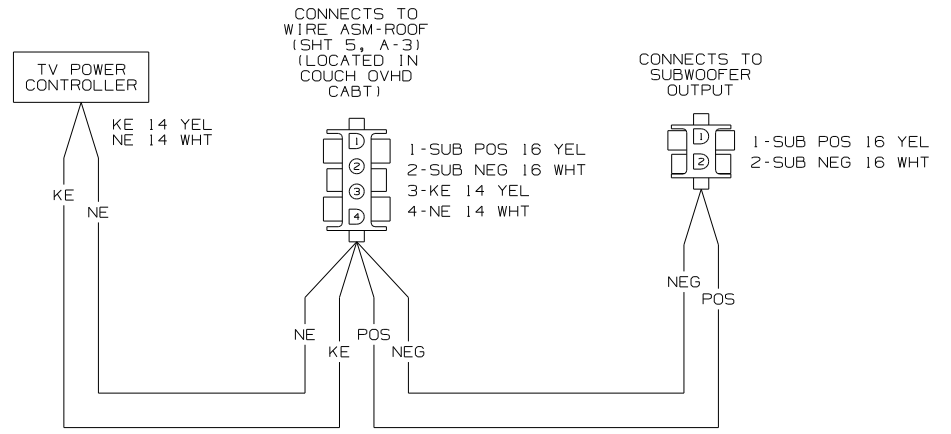 CONNECTS TO
WIRE ASM-ROOF
(SHT 5, A-3)
(LOCATED IN
COUCH OVHD
CABT)
TV POWER
CONTROLLER
KE 14 YEL
NE 14 WHT
KE
NE
1
2
3
4
1-SUB POS 16 YEL
2-SUB NEG 16 WHT
3-KE 14 YEL
4-NE 14 WHT
NE
KE
POS
NEG
CONNECTS TO
SUBWOOFER
OUTPUT
1
2
1-SUB POS 16 YEL
2-SUB NEG 16 WHT
NEG
POS